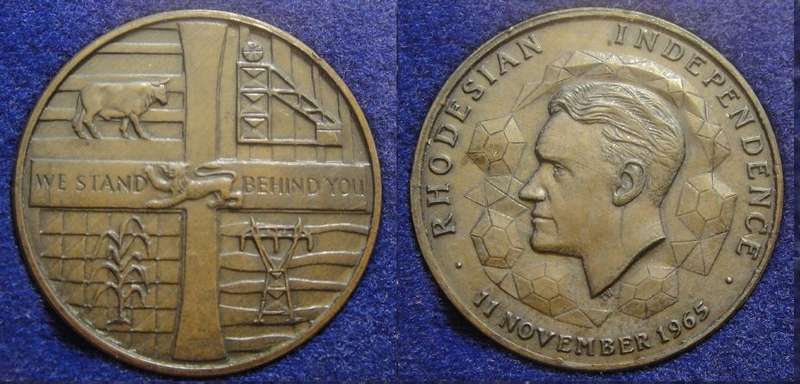 WE STAND BEHIND YOU
· RHODESIAN INDEPENDENCE ·
11 NOVEMBER 1965